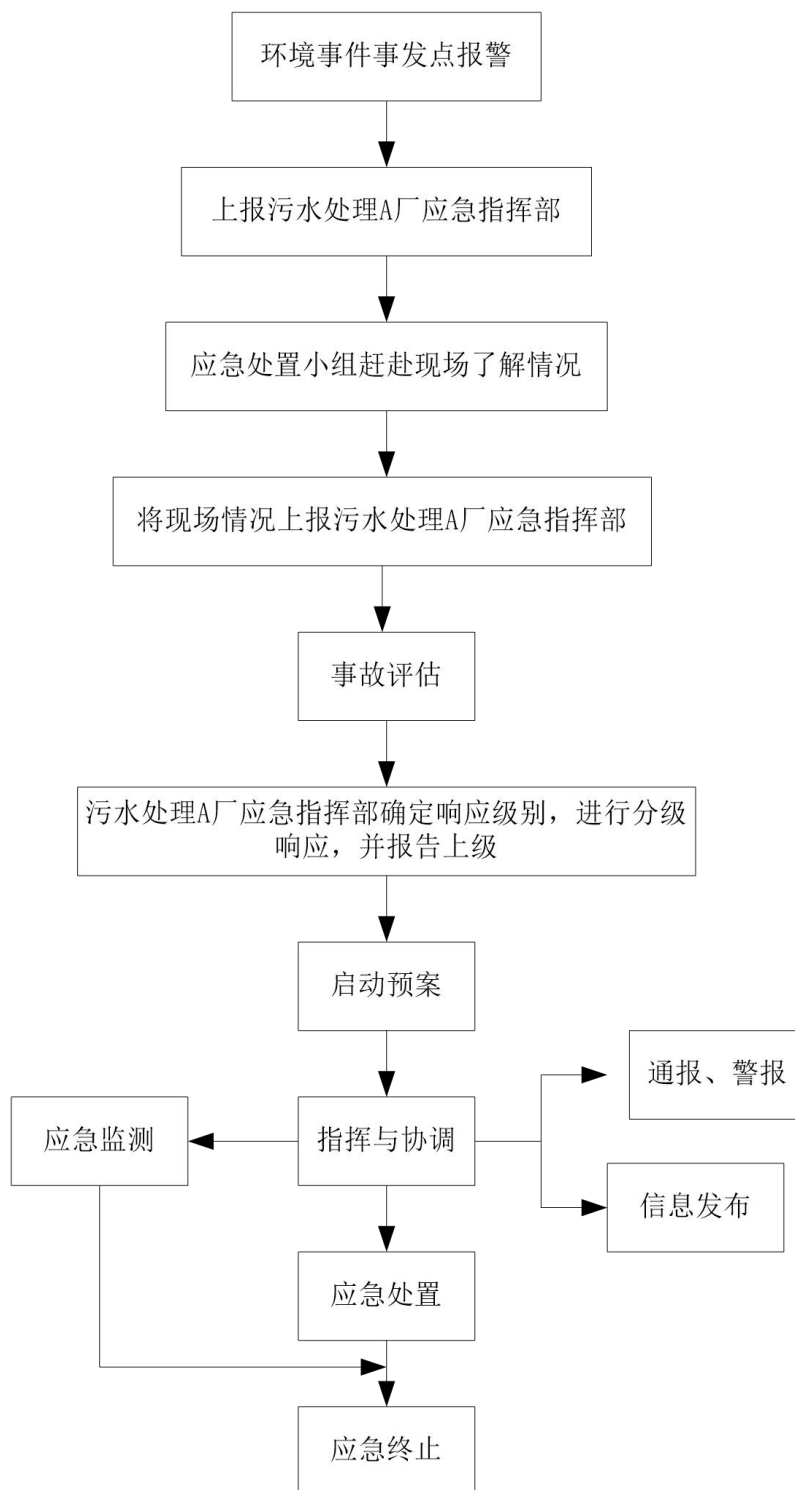 环境事件事发点报警
上报污水处理A厂应急指挥部
应急处置小组赶赴现场了解情况
将现场情况上报污水处理A厂应急指挥部
事故评估
污水处理A厂应急指挥部确定响应级别，进行分级
响应，并报告上级
启动预案
通报、警报
应急监测
指挥与协调
信息发布
应急处置
应急终止